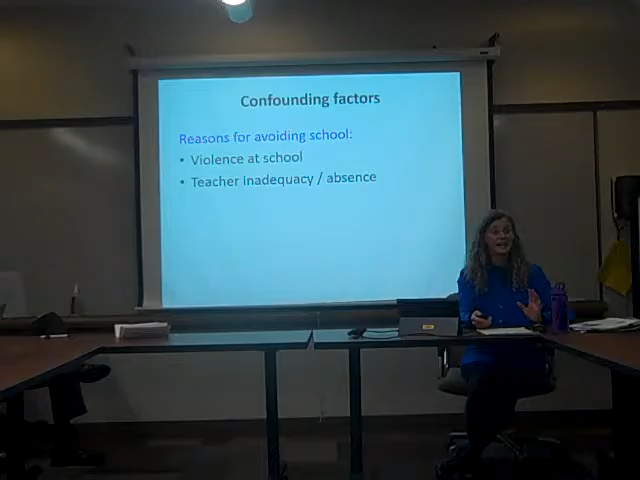 Confounding factors
Reasons for avoiding school:
• Violence at school
• Teacher Inadequacy / absence